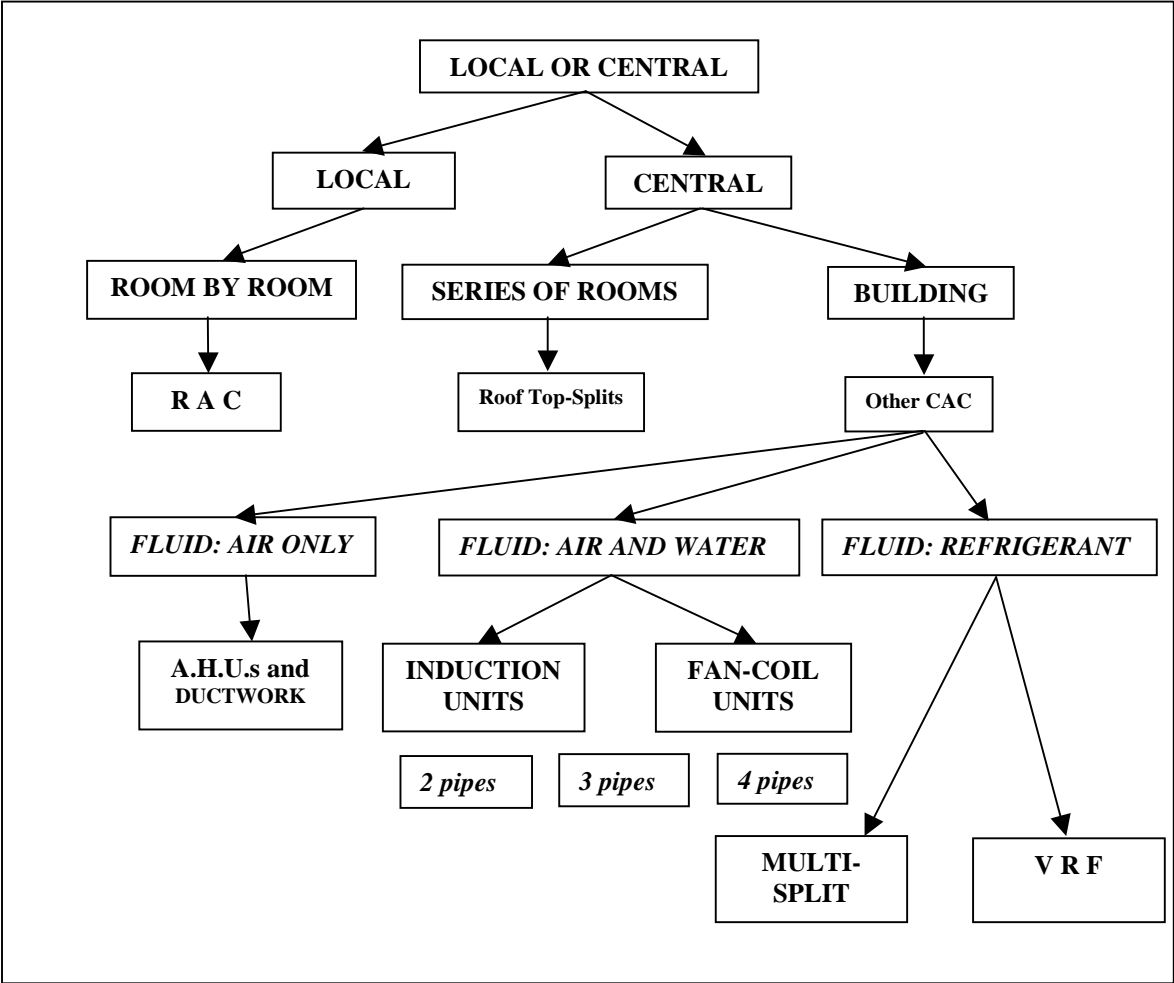 LOCAL OR CENTRAL
LOCAL
CENTRAL
ROOM BY ROOM
SERIES OF ROOMS
BUILDING
R A C
Roof Top-Splits
Other CAC
FLUID: AIR ONLY
FLUID: AIR AND WATER
FLUID: REFRIGERANT
A.H.U.s and
DUCTWORK
INDUCTION
UNITS
FAN-COIL
UNITS
2 pipes
3 pipes
4 pipes
MULTI-
SPLIT
V R F